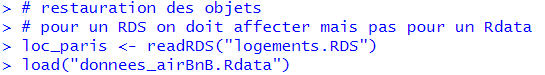 > # restauration des objets
> # pour un RDS on doit affecter mais pas pour un Rdata
> loc_paris <- readRDS("logements.RDS")
> load("donnees_airBnB.Rdata")